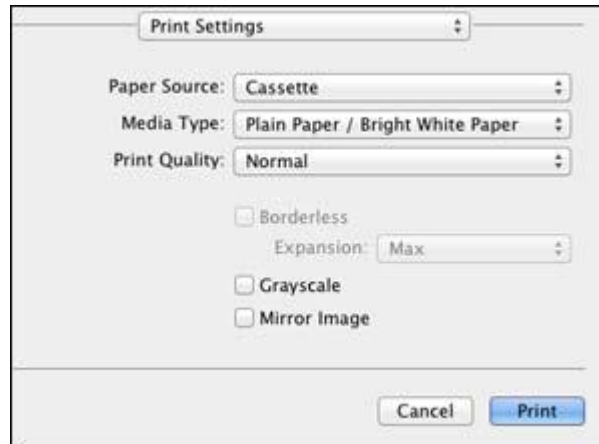 Print Settings
Paper Source: Cassette
Media Type: Plain Paper / Bright White Paper
Print Quality: Normal
Borderless
Expansion: Max
Grayscale
Mirror Image
Cancel Print